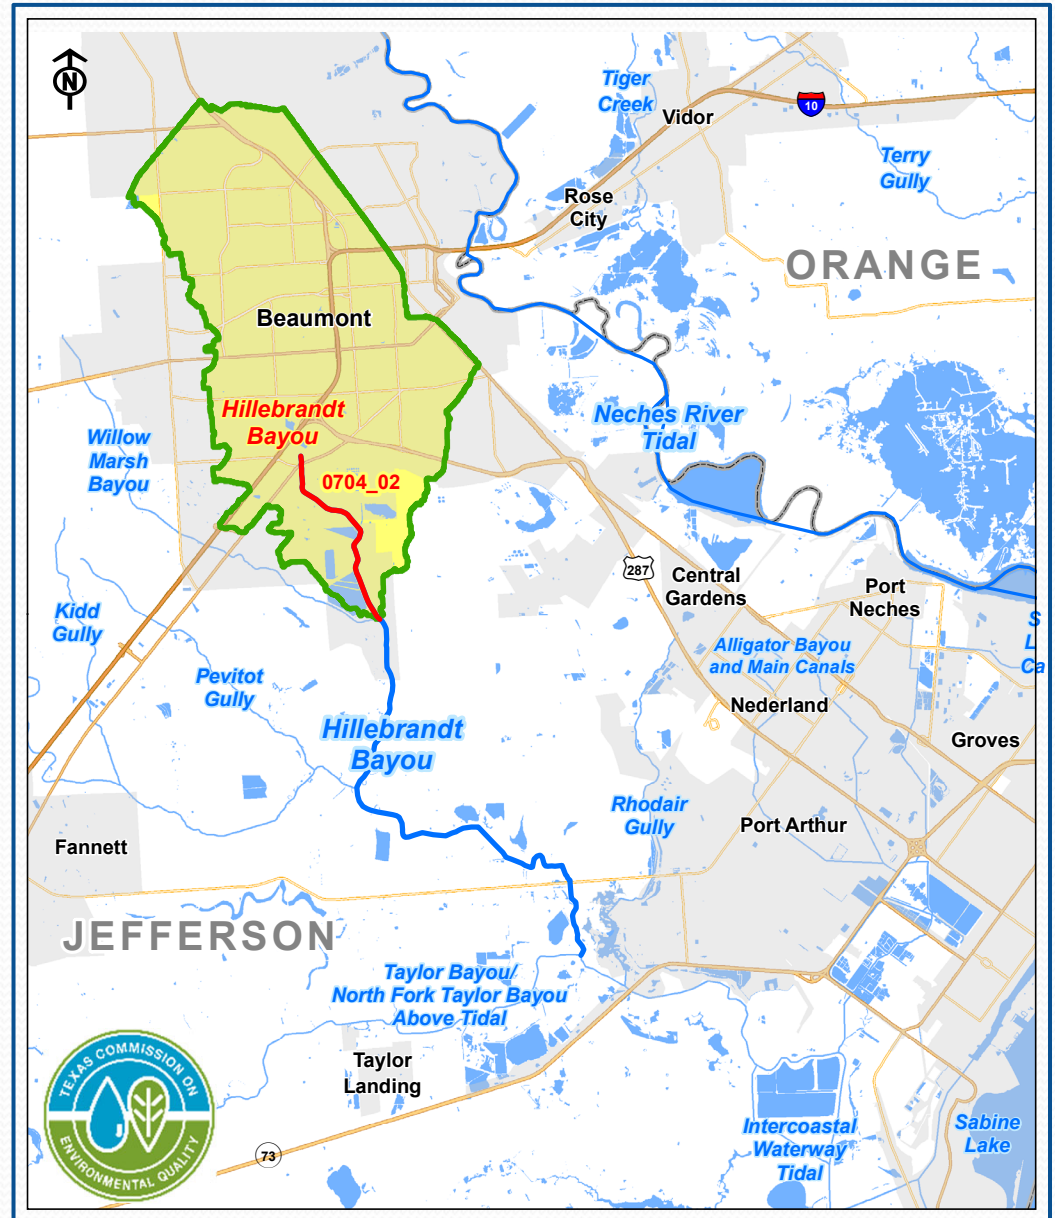 N
Tiger
Creek
Vidor
10
Terry
Gully
Rose
City
ORANGE
Beaumont
Hillebrandt
Bayou
Neches River
Tidal
Willow
Marsh
Bayou
0704_02
287
Central
Gardens
Port
Neches
Kidd
Gully
S
L
Ca
Alligator Bayou
and Main Canals
Pevitot
Gully
Nederland
Hillebrandt
Bayou
Groves
Rhodair
Gully
Port Arthur
Fannett
JEFFERSON
Taylor Bayou/
North Fork Taylor Bayou
Above Tidal
Taylor
Landing
TEXAS COMMISSION ON
ENVIRONMENTAL QUALITY
Intercoastal
Waterway
Tidal
Sabine
Lake
73